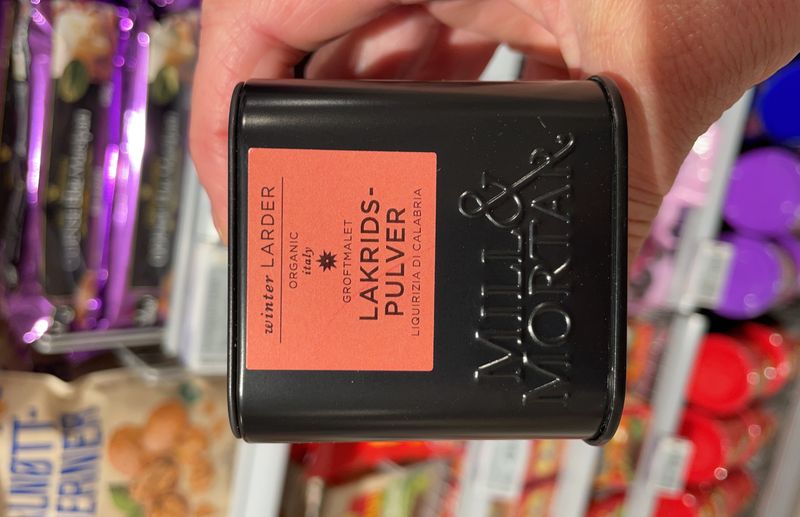 winter LARDER
ORGANIC
italy
GROFTMALET
LAKRIDS-
PULVER
LIQUIRIZIA DI CALABRIA
MILL &
MORTAR